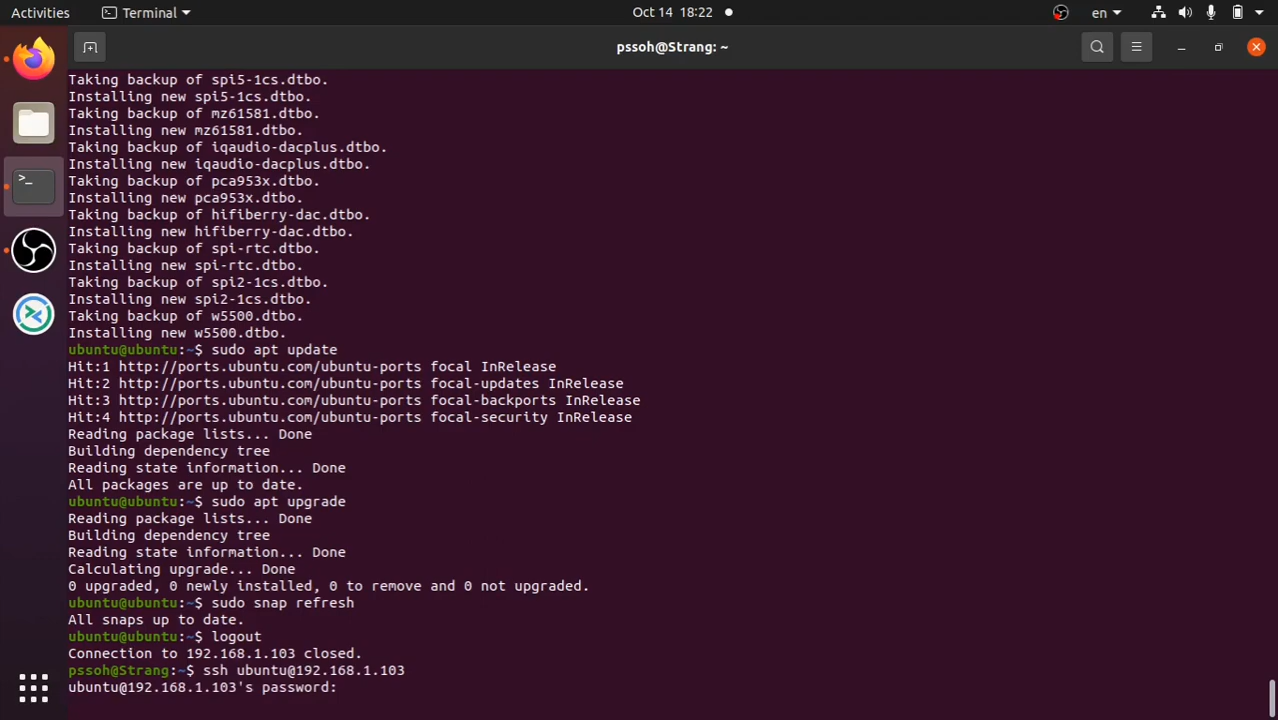 Activities
Terminal
Oct 14 18:22
en
pssoh@Strang: ~
Taking backup of spi5-1cs.dtbo.
Installing new spi5-1cs.dtbo.
Taking backup of mz61581.dtbo.
Installing new mz61581.dtbo.
Taking backup of iqaudio-dacplus.dtbo.
Installing new iqaudio-dacplus.dtbo.
Taking backup of pca953x.dtbo.
Installing new pca953x.dtbo.
Taking backup of hifiberry-dac.dtbo.
Installing new hifiberry-dac.dtbo.
Taking backup of spi-rtc.dtbo.
Installing new spi-rtc.dtbo.
Taking backup of spi2-1cs.dtbo.
Installing new spi2-1cs.dtbo.
Taking backup of w5500.dtbo.
Installing new w5500.dtbo.
ubuntu@ubuntu:~$ sudo apt update
Hit:1 http://ports.ubuntu.com/ubuntu-ports focal InRelease
Hit:2 http://ports.ubuntu.com/ubuntu-ports focal-updates InRelease
Hit:3 http://ports.ubuntu.com/ubuntu-ports focal-backports InRelease
Hit:4 http://ports.ubuntu.com/ubuntu-ports focal-security InRelease
Reading package lists... Done
Building dependency tree
Reading state information... Done
All packages are up to date.
ubuntu@ubuntu:~$ sudo apt upgrade
Reading package lists... Done
Building dependency tree
Reading state information... Done
Calculating upgrade... Done
0 upgraded, 0 newly installed, 0 to remove and 0 not upgraded.
ubuntu@ubuntu:~$ sudo snap refresh
All snaps up to date.
ubuntu@ubuntu:~$ logout
Connection to 192.168.1.103 closed.
pssoh@Strang:~$ ssh ubuntu@192.168.1.103
ubuntu@192.168.1.103's password: